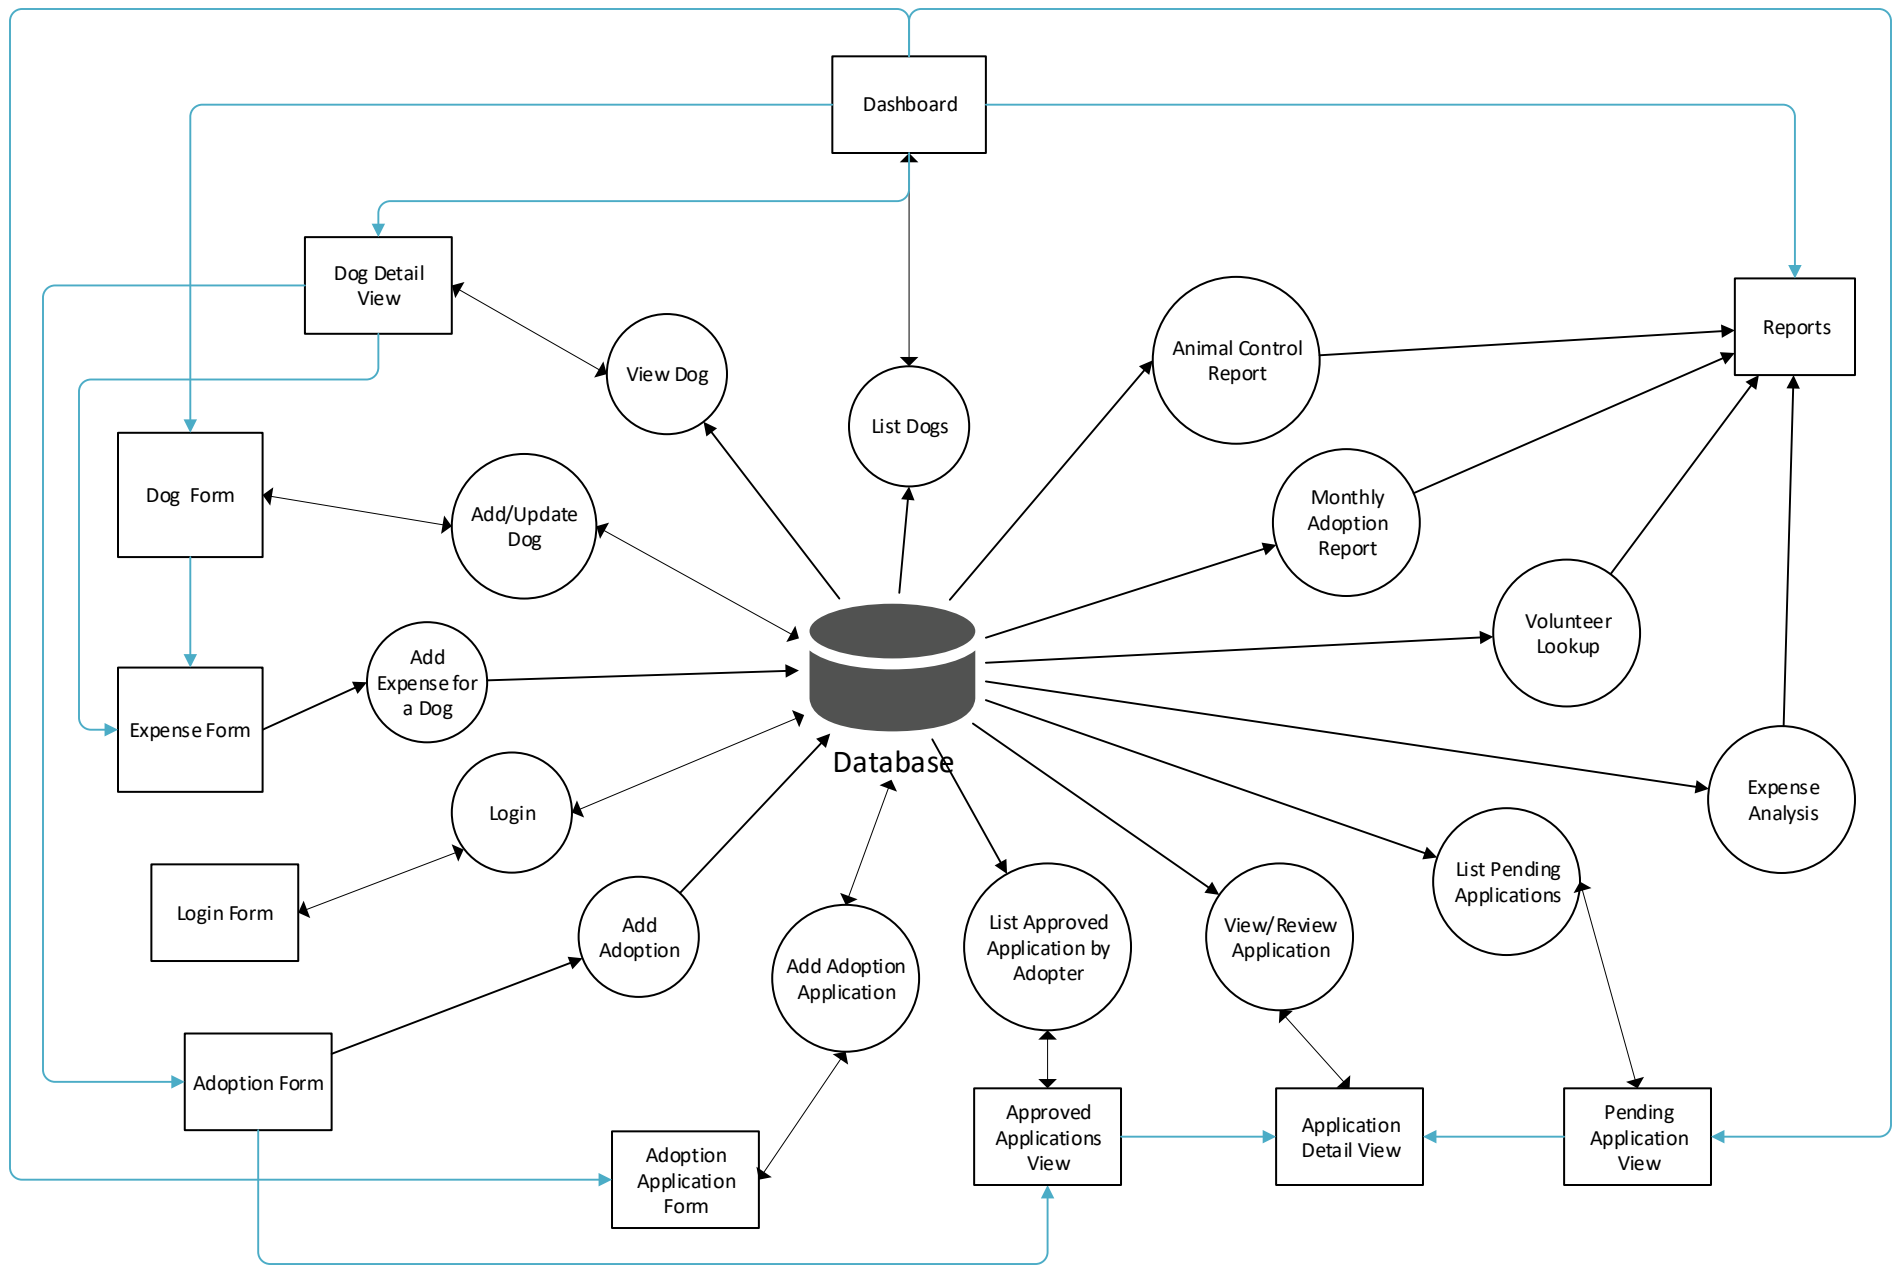 Dashboard
Dog Detail
View
Reports
Animal Control
Report
View Dog
List Dogs
Dog Form
Add/Update
Dog
Monthly
Adoption
Report
Volunteer
Lookup
Add
Expense for
a Dog
Expense Form
Database
Login
Expense
Analysis
List Pending
Applications
Login Form
Add
Adoption
Add Adoption
Application
List Approved
Application by
Adopter
View/Review
Application
Adoption Form
Adoption
Application
Form
Approved
Applications
View
Application
Detail View
Pending
Application
View